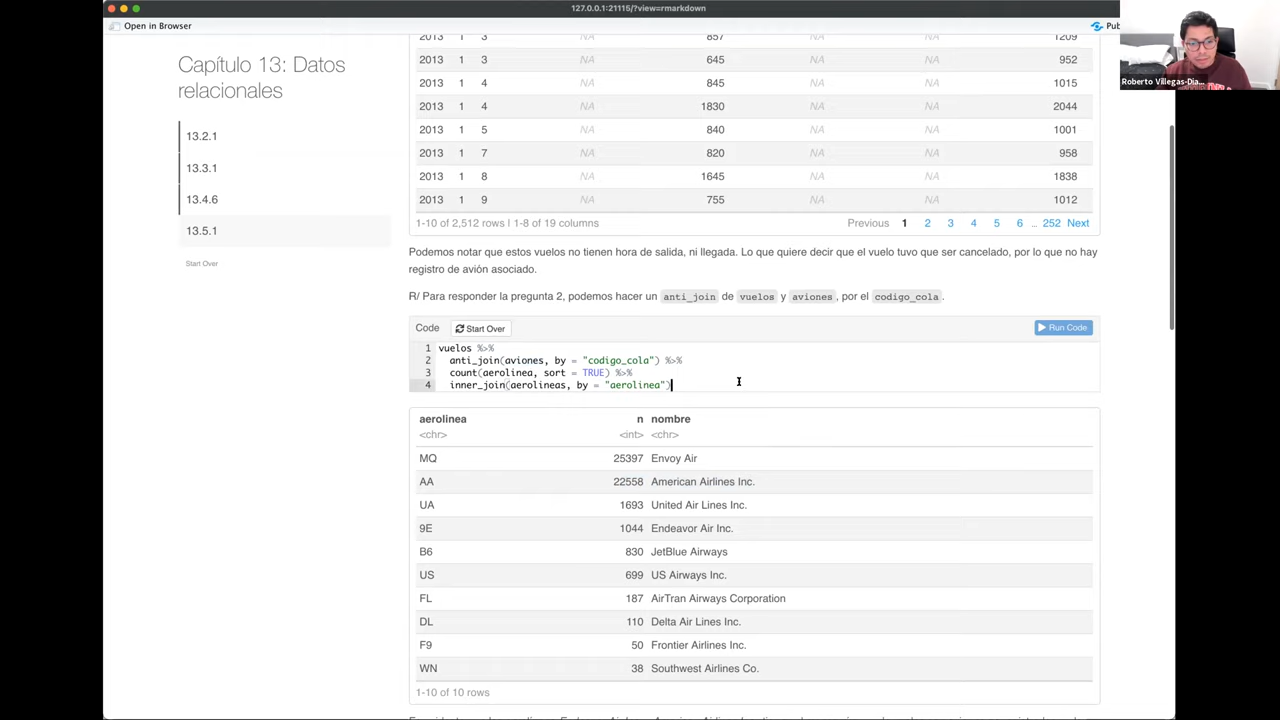 127.0.0.1:21115/?view=rmarkdown
Open in Browser
Capítulo 13: Datos
relacionales
13.2.1
13.3.1
13.4.6
13.5.1
Start Over
2013 1 3 NA 857 NA NA 1209
2013 1 3 NA 645 NA NA 952
2013 1 4 NA 845 NA NA 1015
2013 1 4 NA 1830 NA NA 2044
2013 1 5 NA 840 NA NA 1001
2013 1 7 NA 820 NA NA 958
2013 1 8 NA 1645 NA NA 1838
2013 1 9 NA 755 NA NA 1012
1-10 of 2,512 rows | 1-8 of 19 columns Previous 1 2 3 4 5 6 ... 252 Next
Podemos notar que estos vuelos no tienen hora de salida, ni llegada. Lo que quiere decir que el vuelo tuvo que ser cancelado, por lo que no hay
registro de avión asociado.
R/ Para responder la pregunta 2, podemos hacer un anti_join de vuelos y aviones, por el codigo_cola.
Code Start Over Run Code
1 vuelos %>%
2 anti_join(aviones, by = "codigo_cola") %>%
3 count(aerolinea, sort = TRUE) %>%
4 inner_join(aerolineas, by = "aerolinea")
aerolinea n nombre
<chr> <int> <chr>
MQ 25397 Envoy Air
AA 22558 American Airlines Inc.
UA 1693 United Air Lines Inc.
9E 1044 Endeavor Air Inc.
B6 830 JetBlue Airways
US 699 US Airways Inc.
FL 187 AirTran Airways Corporation
DL 110 Delta Air Lines Inc.
F9 50 Frontier Airlines Inc.
WN 38 Southwest Airlines Co.
1-10 of 10 rows
Roberto Villegas-Dia...